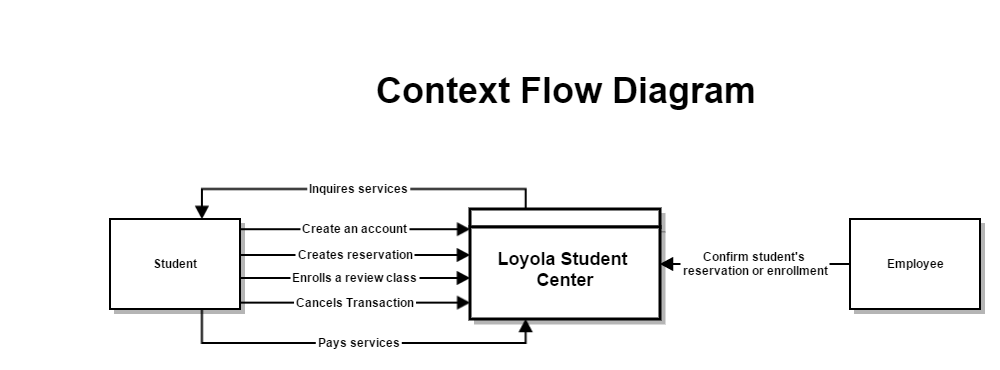 Context Flow Diagram
Inquires services
Create an account
Creates reservation
Enrolls a review class
Cancels Transaction
Pays services
Student
Loyola Student
Center
Confirm student's
reservation or enrollment
Employee